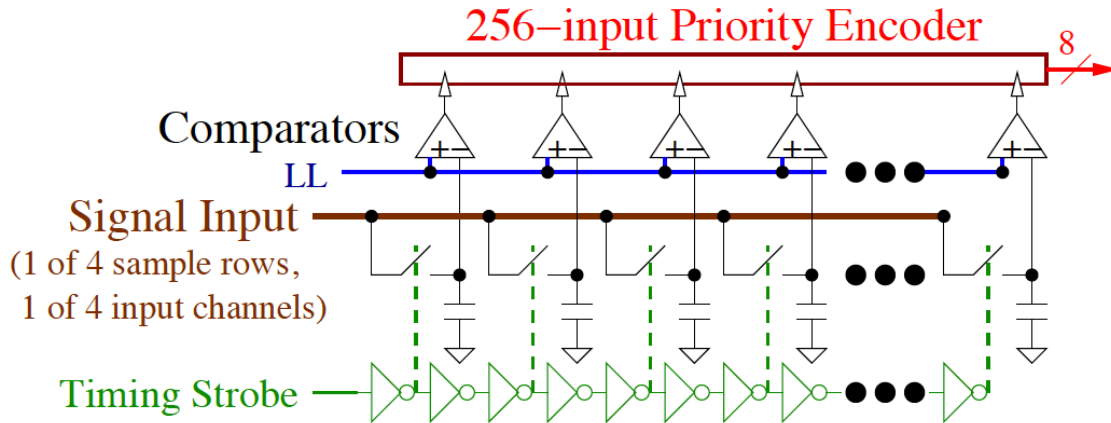 256−input Priority Encoder
8
Comparators
+− +− +− +− +−
LL
Signal Input
(1 of 4 sample rows,
1 of 4 input channels)
Timing Strobe